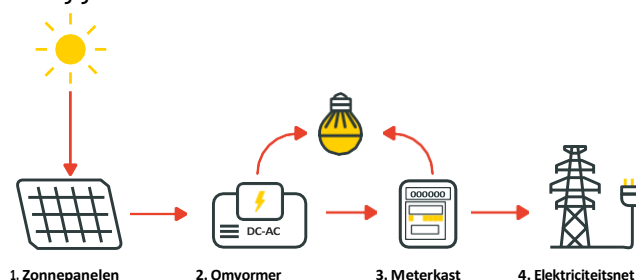 000000
DC-AC
1. Zonnepanelen
2. Omvormer
3. Meterkast
4. Elektriciteitsnet